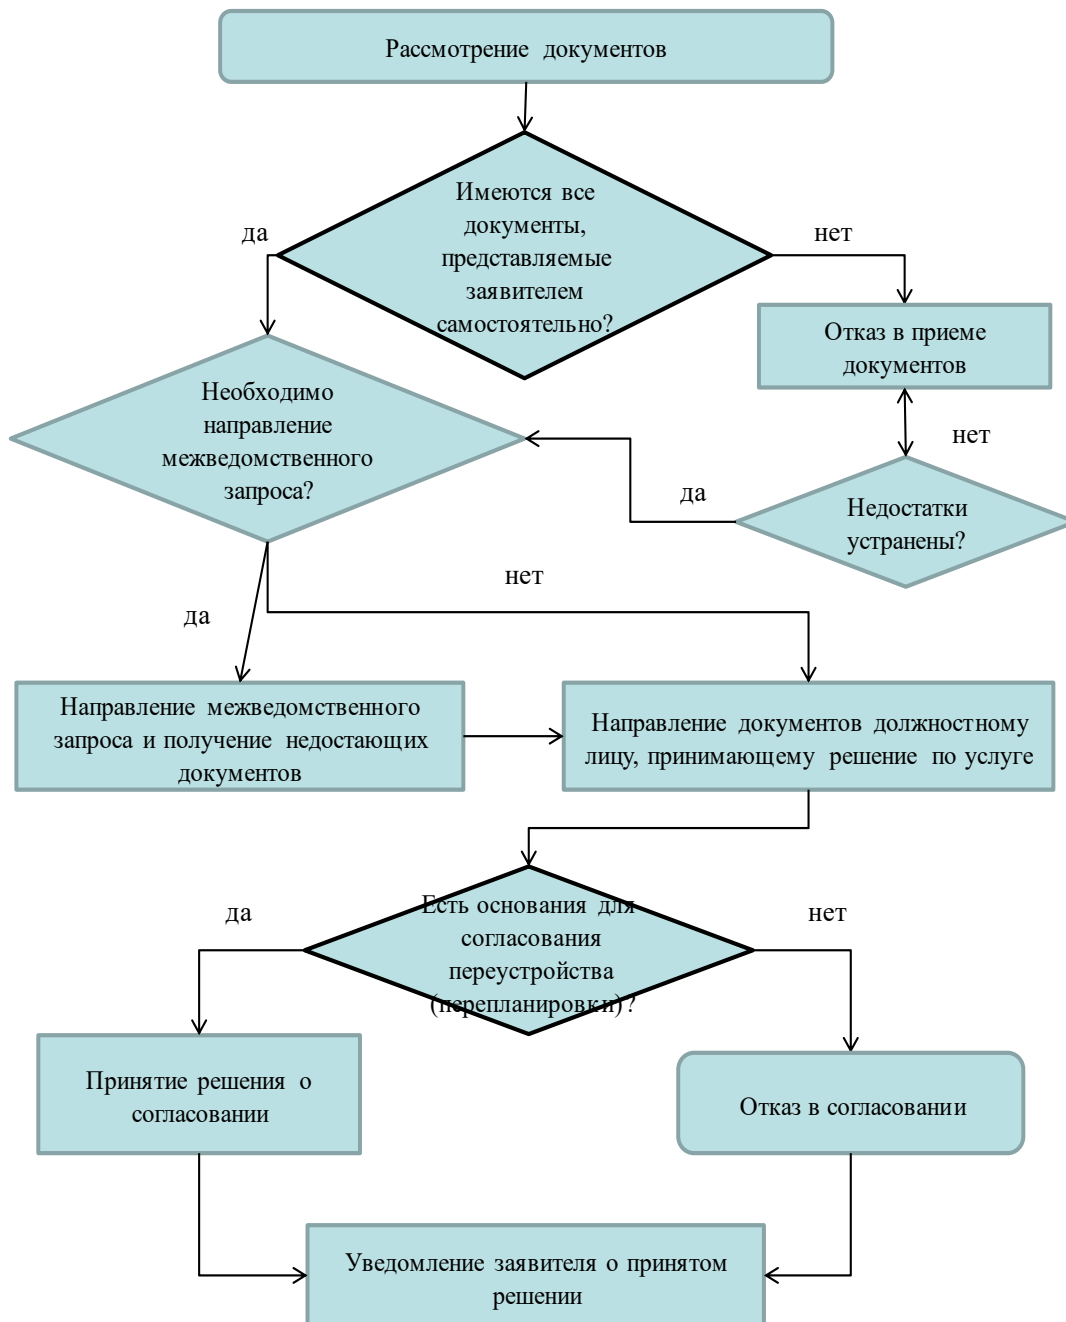 Рассмотрение документов
Имеются все
документы,
представляемые
заявителем
самостоятельно?
да
нет
Отказ в приеме
документов
Необходимо
направление
межведомственного
запроса?
нет
да
Недостатки
устранены?
нет
да
Направление межведомственного
запроса и получение недостающих
документов
Направление документов должностному
лицу, принимающему решение по услуге
Есть основания для
согласования
переустройства
(перепланировки)?
да
нет
Принятие решения о
согласовании
Отказ в согласовании
Уведомление заявителя о принятом
решении